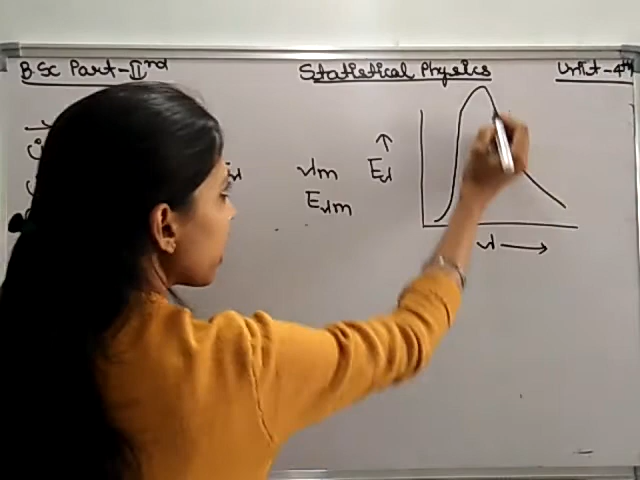 B.Sc Part-IInd
Statistical Physics
Unit-4th
νm
Eν
Eνm
ν